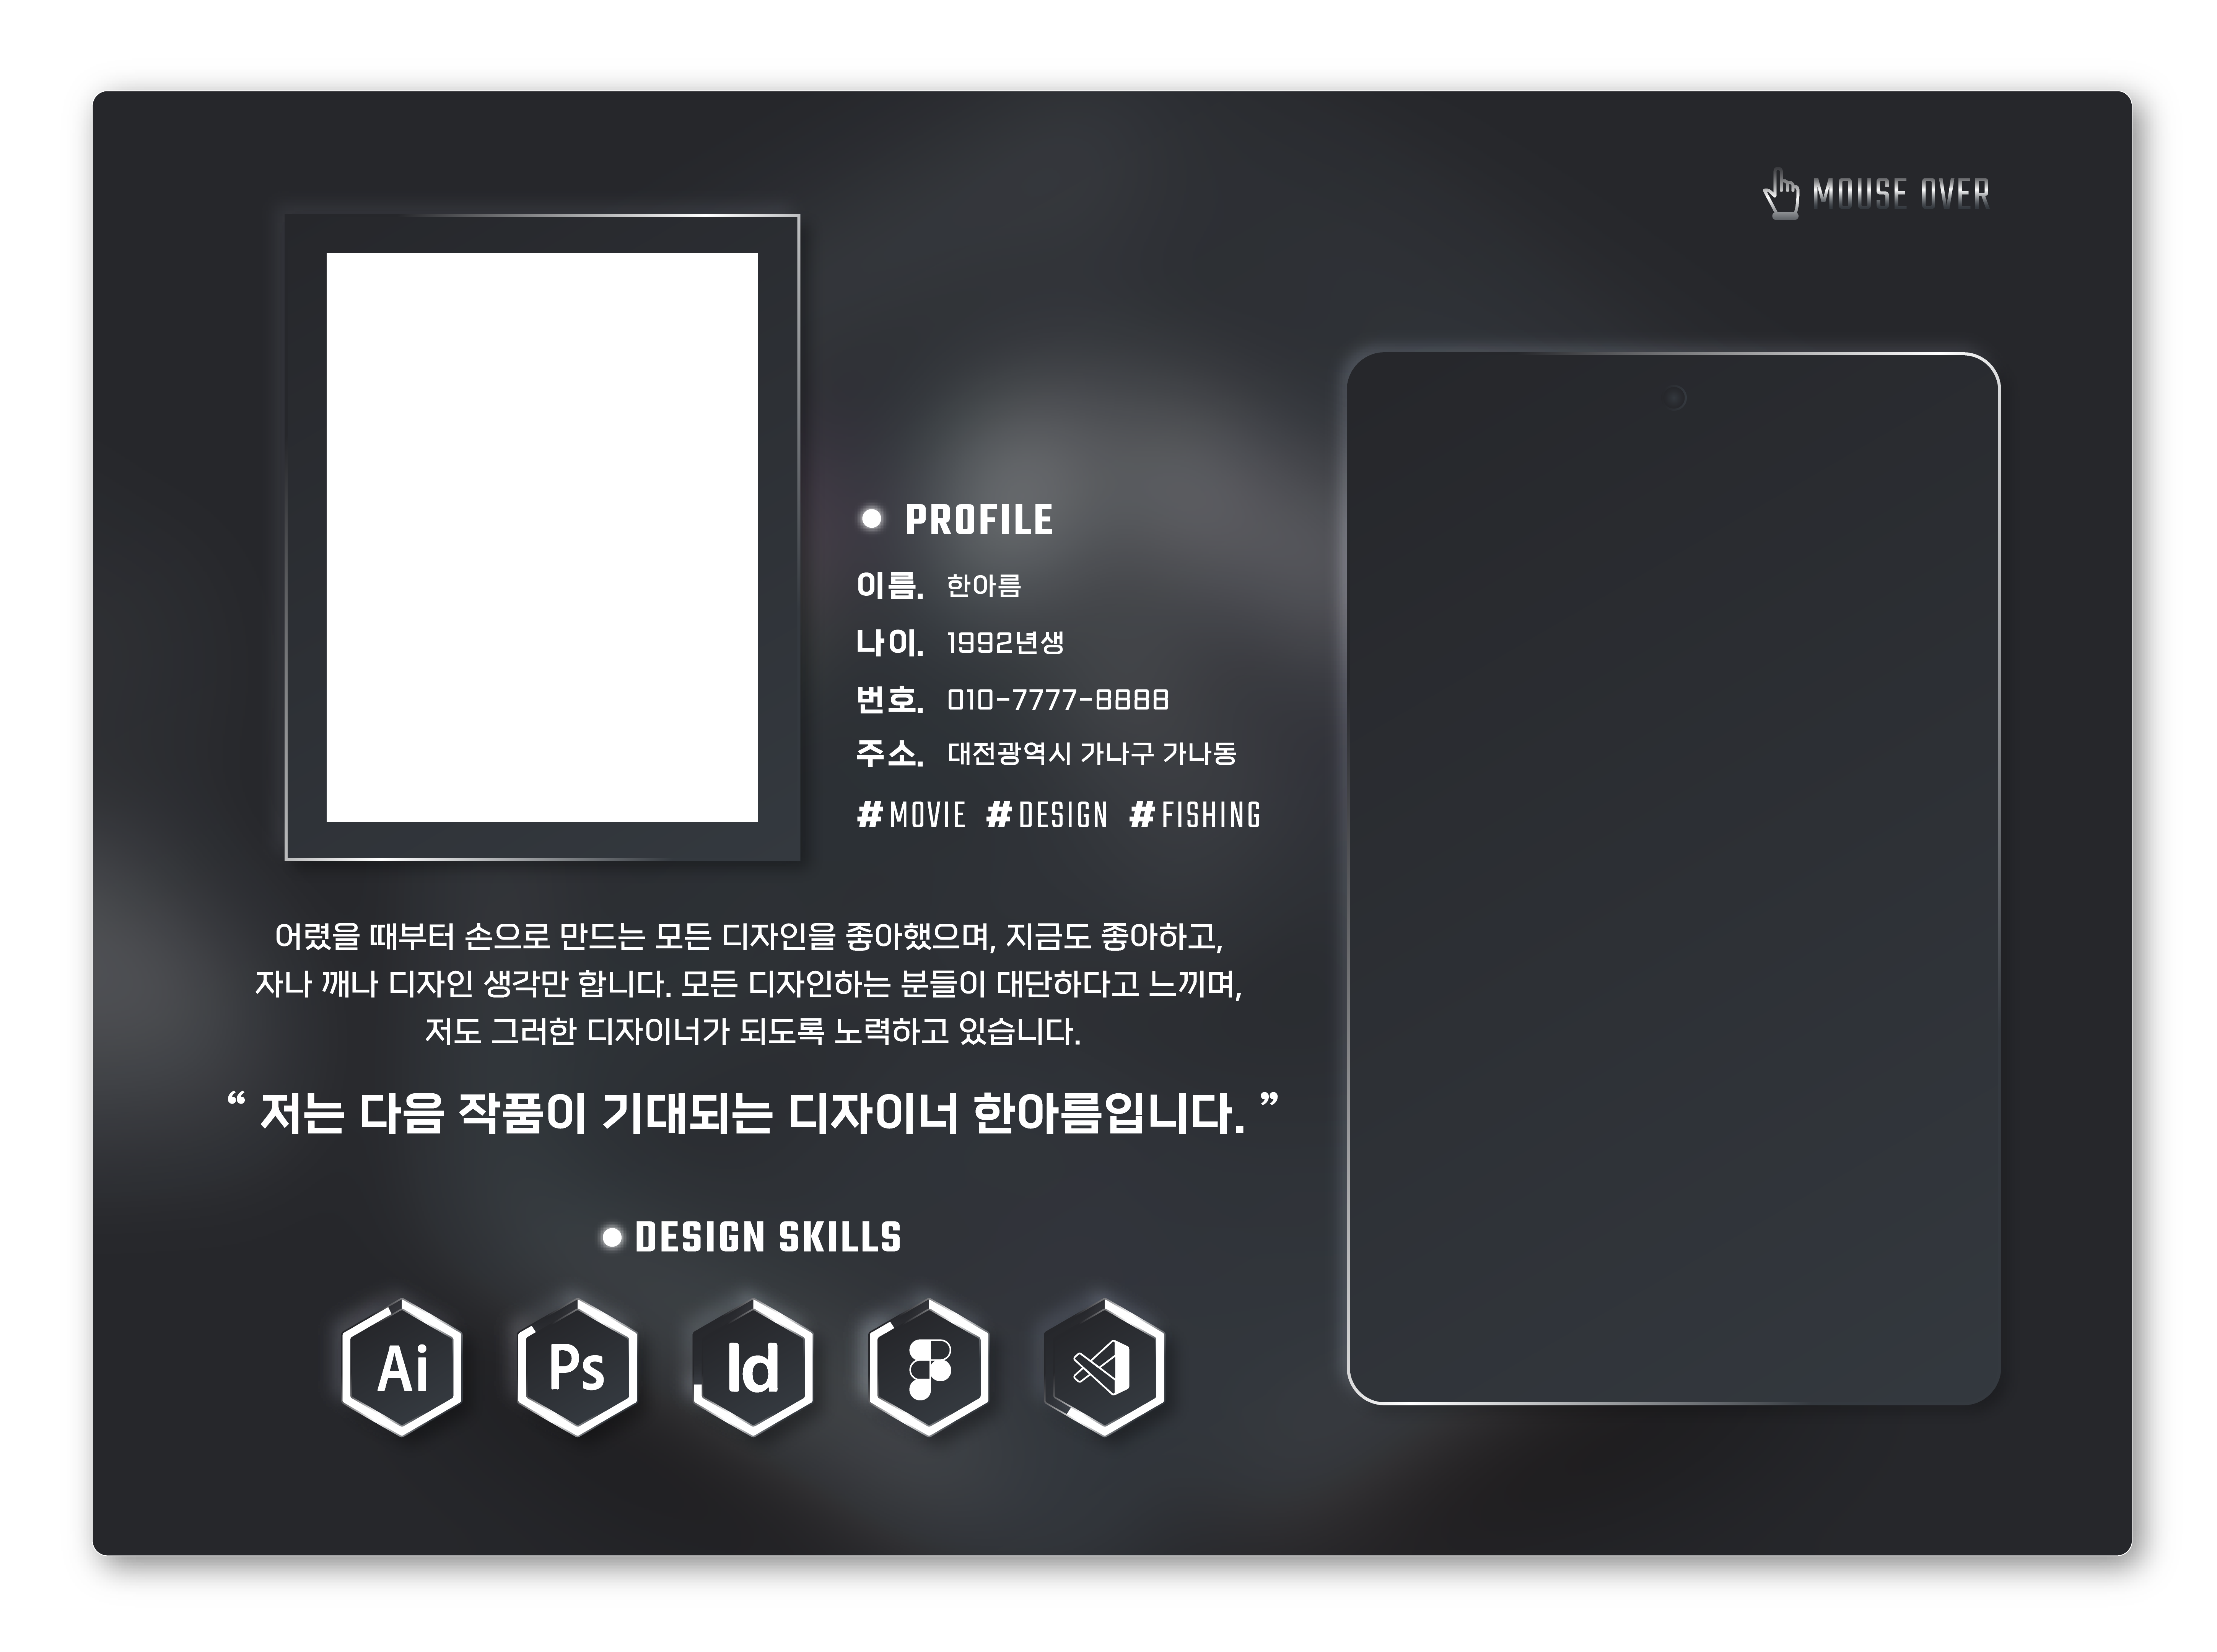 MOUSE OVER
PROFILE
이름. 한아름
나이. 1992년생
번호. 010-7777-8888
주소. 대전광역시 가나구 가나동
#MOVIE #DESIGN #FISHING
어렸을 때부터 손으로 만드는 모든 디자인을 좋아했으며, 지금도 좋아하고,
자나 깨나 디자인 생각만 합니다. 모든 디자인하는 분들이 대단하다고 느끼며,
저도 그러한 디자이너가 되도록 노력하고 있습니다.
“ 저는 다음 작품이 기대되는 디자이너 한아름입니다. ”
DESIGN SKILLS
Ai Ps Id